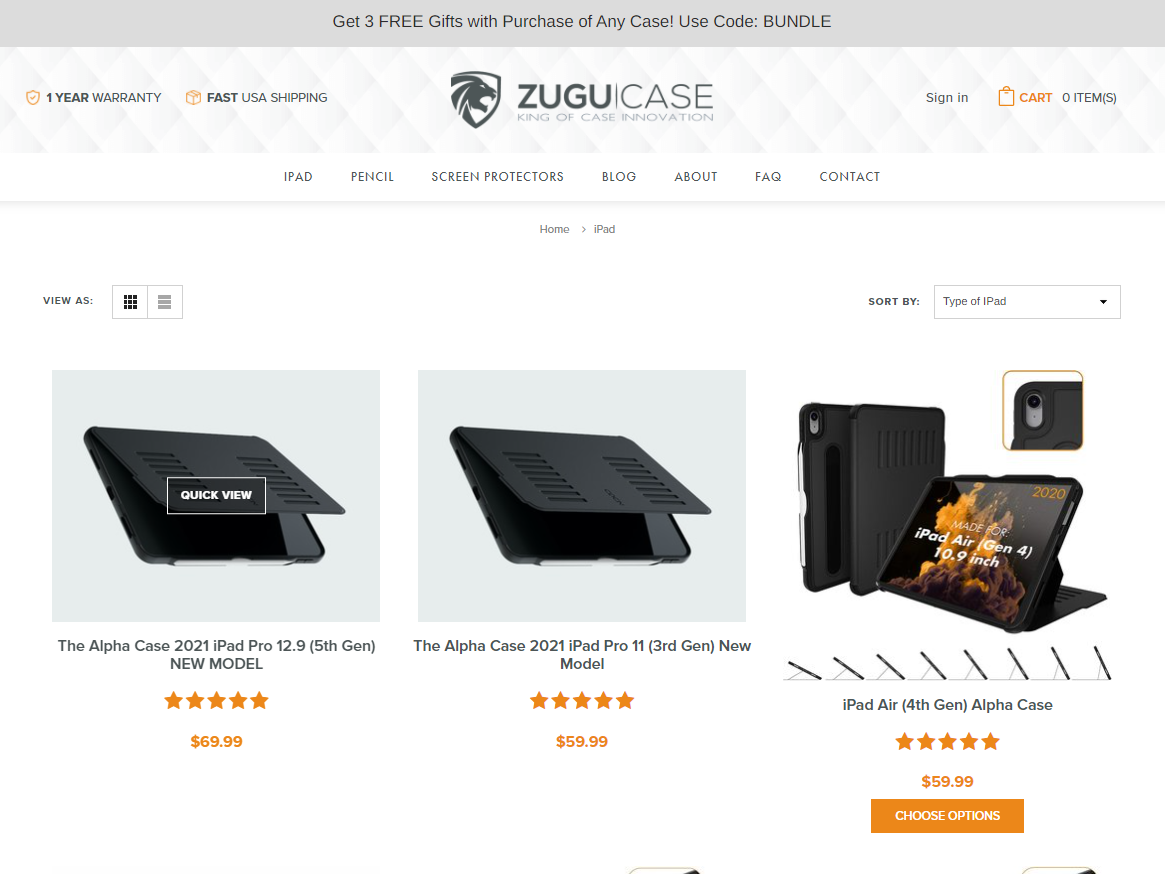 Get 3 FREE Gifts with Purchase of Any Case! Use Code: BUNDLE
1 YEAR WARRANTY
FAST USA SHIPPING
ZUGU CASE
KING OF CASE INNOVATION
Sign in
CART 0 ITEM(S)
IPAD PENCIL SCREEN PROTECTORS BLOG ABOUT FAQ CONTACT
Home > iPad
VIEW AS:
SORT BY: Type of IPad
QUICK VIEW
2020
MADE FOR:
iPad Air (Gen 4)
10.9 inch
The Alpha Case 2021 iPad Pro 12.9 (5th Gen)
NEW MODEL
$69.99
The Alpha Case 2021 iPad Pro 11 (3rd Gen) New
Model
$59.99
iPad Air (4th Gen) Alpha Case
$59.99
CHOOSE OPTIONS